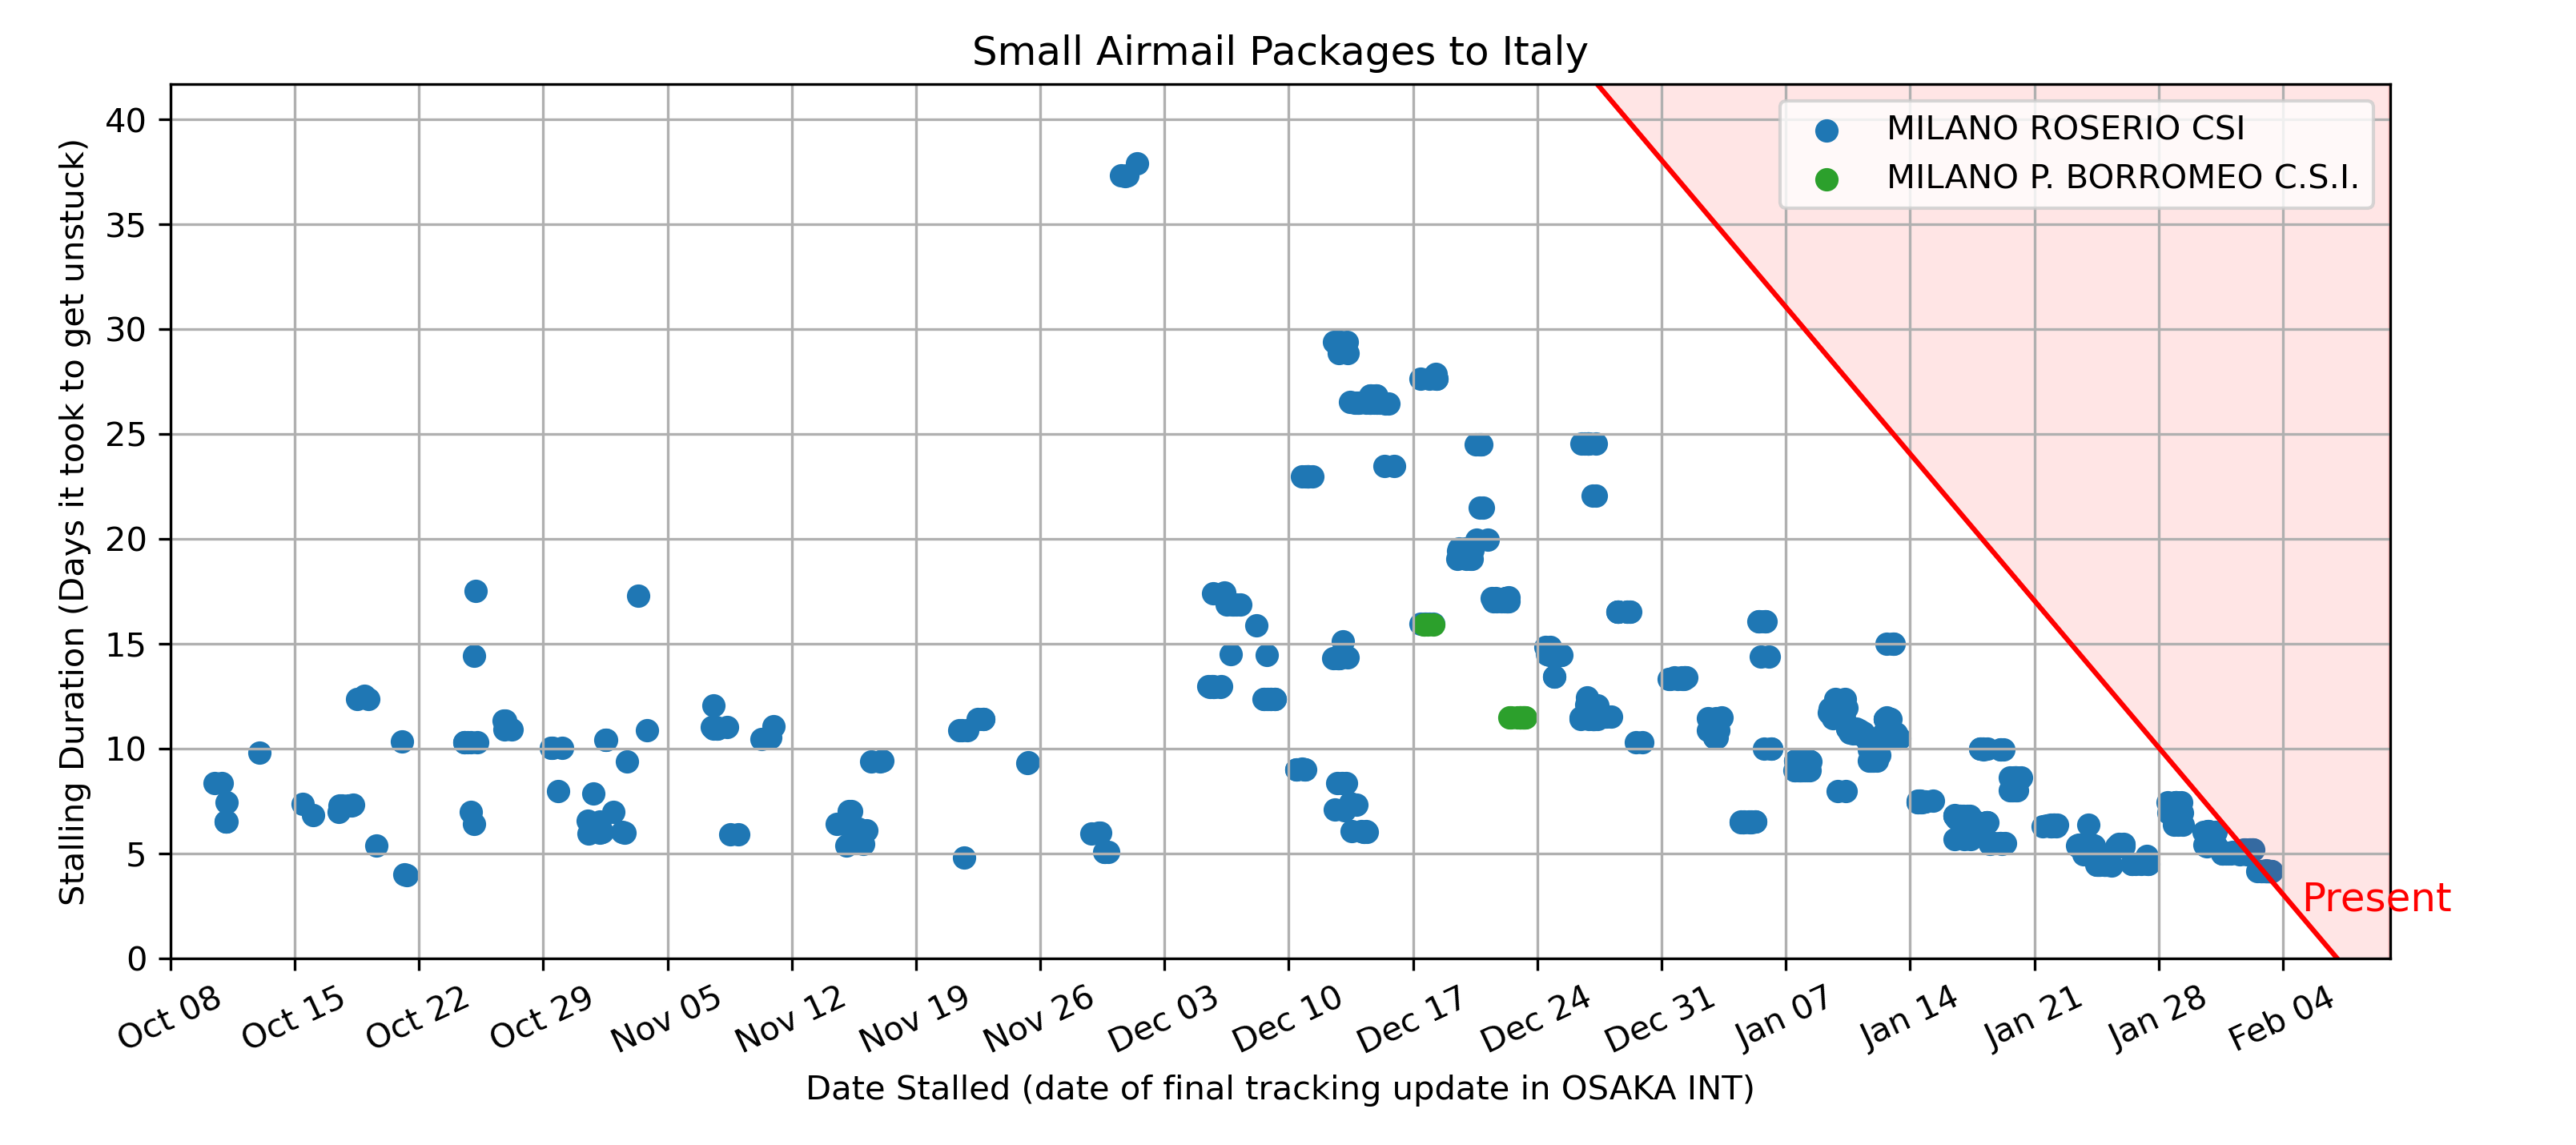 Small Airmail Packages to Italy
MILANO ROSERIO CSI
MILANO P. BORROMEO C.S.I.
Stalling Duration (Days it took to get unstuck)
40
35
30
25
20
15
10
5
0
Present
Oct 08
Oct 15
Oct 22
Oct 29
Nov 05
Nov 12
Nov 19
Nov 26
Dec 03
Dec 10
Dec 17
Dec 24
Dec 31
Jan 07
Jan 14
Jan 21
Jan 28
Feb 04
Date Stalled (date of final tracking update in OSAKA INT)